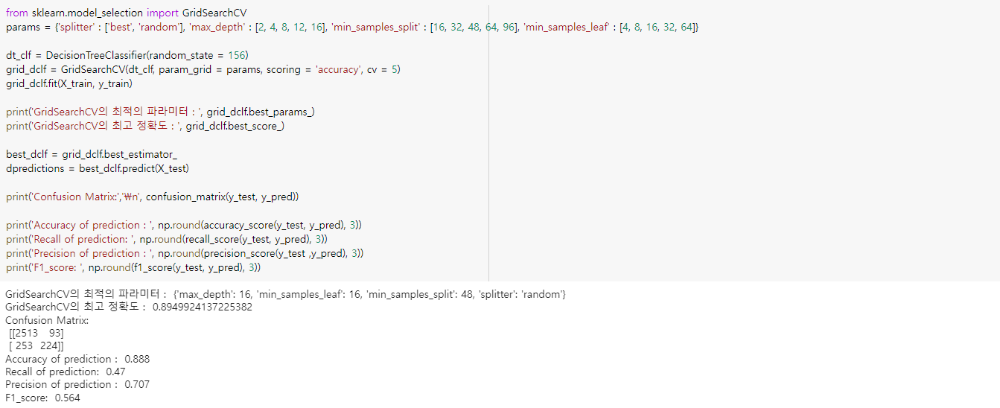 from sklearn.model_selection import GridSearchCV
params = {'splitter' : ['best', 'random'], 'max_depth' : [2, 4, 8, 12, 16], 'min_samples_split' : [16, 32, 48, 64, 96], 'min_samples_leaf' : [4, 8, 16, 32, 64]}
dt_clf = DecisionTreeClassifier(random_state = 156)
grid_dclf = GridSearchCV(dt_clf, param_grid = params, scoring = 'accuracy', cv = 5)
grid_dclf.fit(X_train, y_train)
print('GridSearchCV의 최적의 파라미터 : ', grid_dclf.best_params_)
print('GridSearchCV의 최고 정확도 : ', grid_dclf.best_score_)
best_dclf = grid_dclf.best_estimator_
dpredictions = best_dclf.predict(X_test)
print('Confusion Matrix:','₩n', confusion_matrix(y_test, y_pred))
print('Accuracy of prediction : ', np.round(accuracy_score(y_test, y_pred), 3))
print('Recall of prediction: ', np.round(recall_score(y_test, y_pred), 3))
print('Precision of prediction : ', np.round(precision_score(y_test ,y_pred), 3))
print('F1_score: ', np.round(f1_score(y_test, y_pred), 3))
GridSearchCV의 최적의 파라미터 :  {'max_depth': 16, 'min_samples_leaf': 16, 'min_samples_split': 48, 'splitter': 'random'}
GridSearchCV의 최고 정확도 :  0.8949924137225382
Confusion Matrix:
[[2513   93]
[ 253  224]]
Accuracy of prediction :  0.888
Recall of prediction:  0.47
Precision of prediction :  0.707
F1_score:  0.564